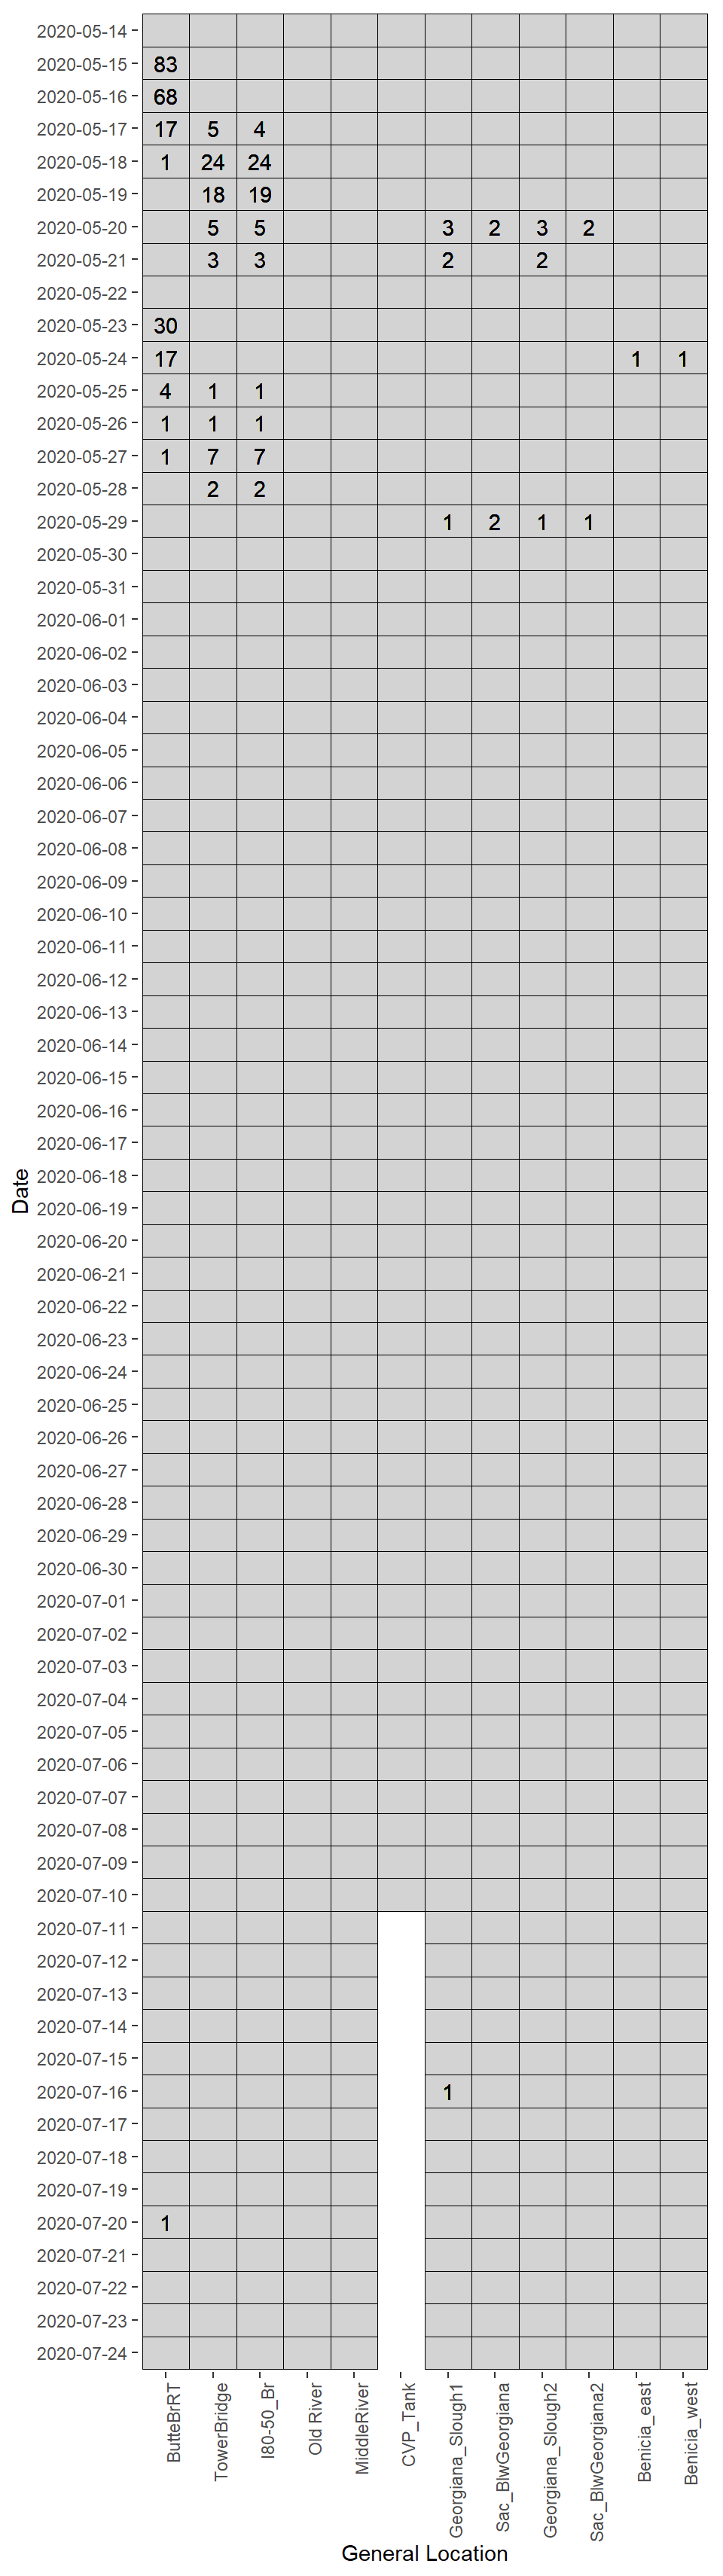 2020-05-14
2020-05-15 83
2020-05-16 68
2020-05-17 17 5 4
2020-05-18 1 24 24
2020-05-19 18 19
2020-05-20 5 5 3 2 3 2
2020-05-21 3 3 2 2
2020-05-22
2020-05-23 30
2020-05-24 17 1 1
2020-05-25 4 1 1
2020-05-26 1 1 1
2020-05-27 1 7 7
2020-05-28 2 2
2020-05-29 1 2 1 1
2020-05-30
2020-05-31
2020-06-01
2020-06-02
2020-06-03
2020-06-04
2020-06-05
2020-06-06
2020-06-07
2020-06-08
2020-06-09
2020-06-10
2020-06-11
2020-06-12
2020-06-13
2020-06-14
2020-06-15
2020-06-16
2020-06-17
2020-06-18
Date
2020-06-19
2020-06-20
2020-06-21
2020-06-22
2020-06-23
2020-06-24
2020-06-25
2020-06-26
2020-06-27
2020-06-28
2020-06-29
2020-06-30
2020-07-01
2020-07-02
2020-07-03
2020-07-04
2020-07-05
2020-07-06
2020-07-07
2020-07-08
2020-07-09
2020-07-10
2020-07-11
2020-07-12
2020-07-13
2020-07-14
2020-07-15
2020-07-16 1
2020-07-17
2020-07-18
2020-07-19
2020-07-20 1
2020-07-21
2020-07-22
2020-07-23
2020-07-24
ButteBrRT
TowerBridge
I80-50_Br
Old River
MiddleRiver
CVP_Tank
Georgiana_Slough1
Sac_BlwGeorgiana
Georgiana_Slough2
Sac_BlwGeorgiana2
Benicia_east
Benicia_west
General Location